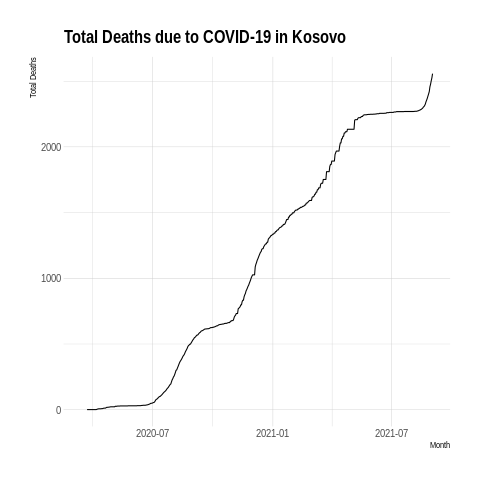 Total Deaths due to COVID-19 in Kosovo
Total Deaths
2000
1000
0
2020-07
2021-01
2021-07
Month